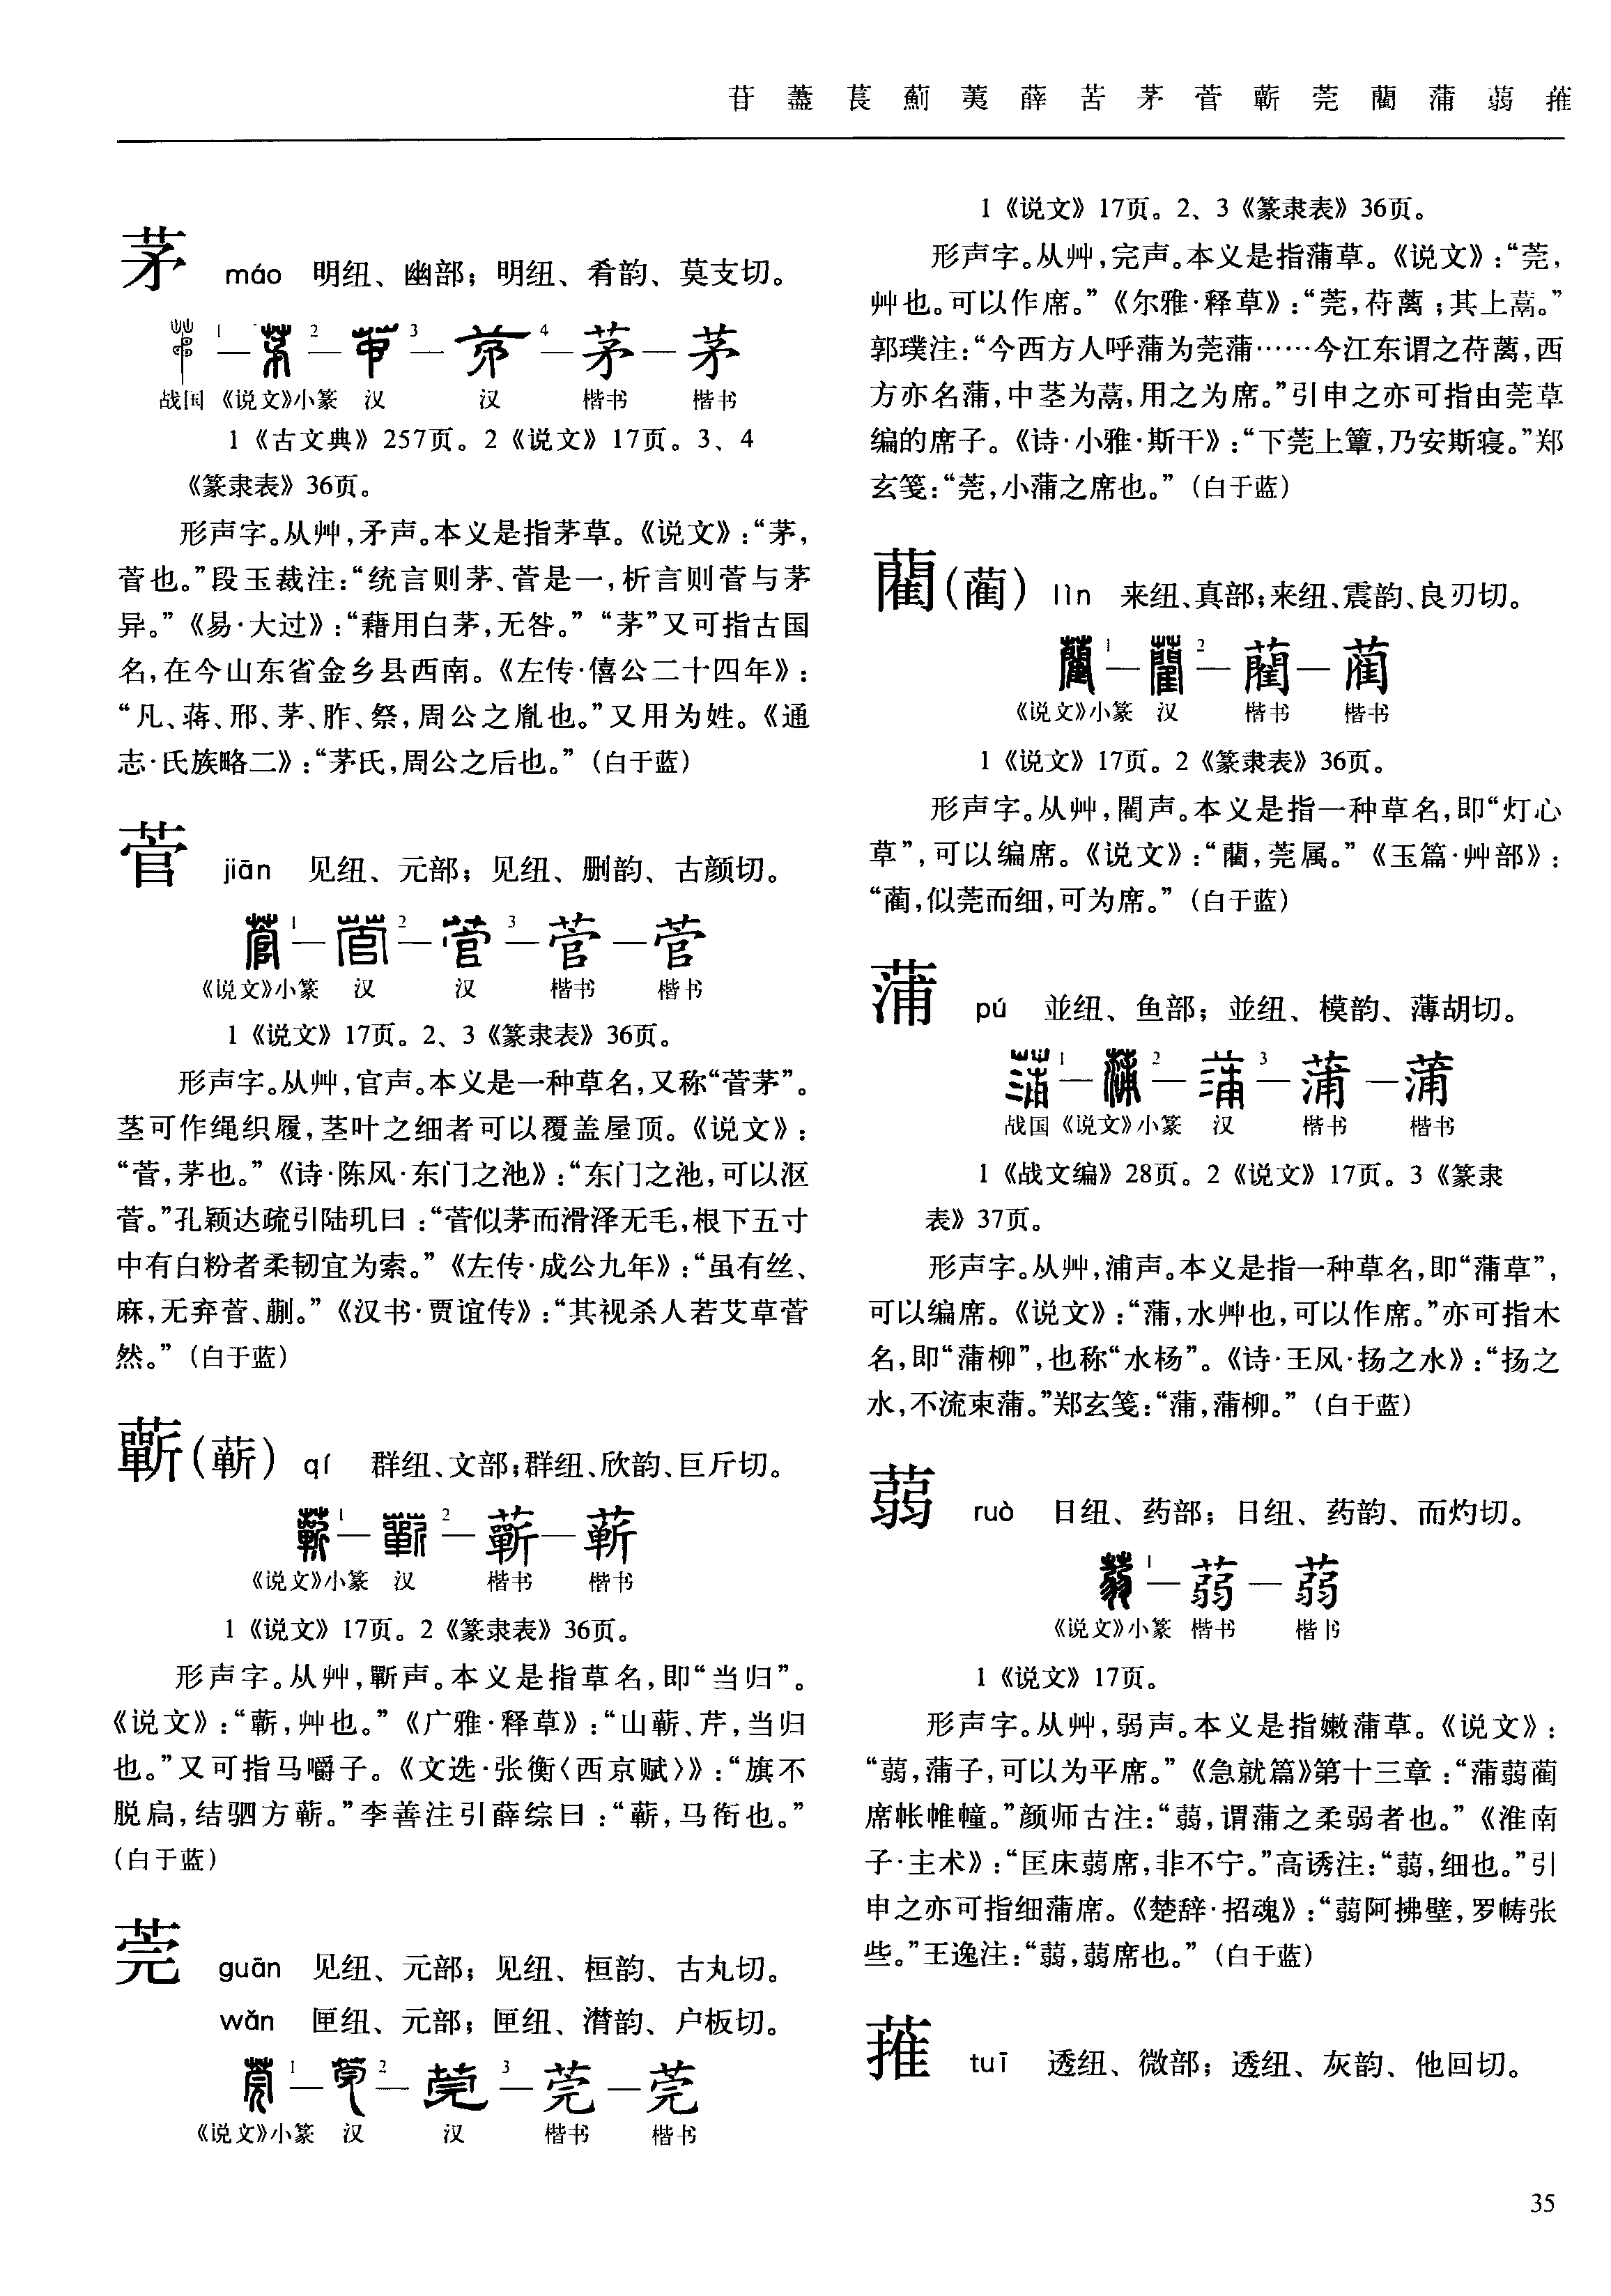 苷 藎 萇 薊 荑 薛 苦 茅 菅 蘄 莞 藺 蒲 蒻 蓷
茅 máo 明纽、幽部；明纽、肴韵、莫支切。
1 — 2 — 3 — 4 — 茅 — 茅
战国 《说文》小篆 汉 汉 楷书 楷书
1《古文典》257页。2《说文》17页。3、4
《篆隶表》36页。
形声字。从艸，矛声。本义是指茅草。《说文》：“茅，
菅也。”段玉裁注：“统言则茅、菅是一，析言则菅与茅
异。”《易·大过》：“藉用白茅，无咎。”“茅”又可指古国
名，在今山东省金乡县西南。《左传·僖公二十四年》：
“凡、蒋、邢、茅、胙、祭，周公之胤也。”又用为姓。《通
志·氏族略二》：“茅氏，周公之后也。”（白于蓝）
菅 jiān 见纽、元部；见纽、删韵、古颜切。
1 — 2 — 3 — 菅 — 菅
《说文》小篆 汉 汉 楷书 楷书
1《说文》17页。2、3《篆隶表》36页。
形声字。从艸，官声。本义是一种草名，又称“菅茅”。
茎可作绳织履，茎叶之细者可以覆盖屋顶。《说文》：
“菅，茅也。”《诗·陈风·东门之池》：“东门之池，可以沤
菅。”孔颖达疏引陆玑曰：“菅似茅而滑泽无毛，根下五寸
中有白粉者柔韧宜为索。”《左传·成公九年》：“虽有丝、
麻，无弃菅、蒯。”《汉书·贾谊传》：“其视杀人若艾草菅
然。”（白于蓝）
蘄（蕲） qí 群纽、文部；群纽、欣韵、巨斤切。
1 — 2 — 蘄 — 蕲
《说文》小篆 汉 楷书 楷书
1《说文》17页。2《篆隶表》36页。
形声字。从艸，㪽声。本义是指草名，即“当归”。
《说文》：“蘄，艸也。”《广雅·释草》：“山蕲、芹，当归
也。”又可指马嚼子。《文选·张衡〈西京赋〉》：“旗不
脱扃，结驷方蕲。”李善注引薛综曰：“蕲，马衔也。”
（白于蓝）
莞 guān 见纽、元部；见纽、桓韵、古丸切。
wǎn 匣纽、元部；匣纽、潸韵、户板切。
1 — 2 — 3 — 莞 — 莞
《说文》小篆 汉 汉 楷书 楷书
1《说文》17页。2、3《篆隶表》36页。
形声字。从艸，完声。本义是指蒲草。《说文》：“莞，
艸也。可以作席。”《尔雅·释草》：“莞，苻蓠；其上蒚。”
郭璞注：“今西方人呼蒲为莞蒲……今江东谓之苻蓠，西
方亦名蒲，中茎为蒚，用之为席。”引申之亦可指由莞草
编的席子。《诗·小雅·斯干》：“下莞上簟，乃安斯寝。”郑
玄笺：“莞，小蒲之席也。”（白于蓝）
藺（蔺） lìn 来纽、真部；来纽、震韵、良刃切。
1 — 2 — 藺 — 蔺
《说文》小篆 汉 楷书 楷书
1《说文》17页。2《篆隶表》36页。
形声字。从艸，閵声。本义是指一种草名，即“灯心
草”，可以编席。《说文》：“藺，莞属。”《玉篇·艸部》：
“蔺，似莞而细，可为席。”（白于蓝）
蒲 pú 並纽、鱼部；並纽、模韵、薄胡切。
1 — 2 — 3 — 蒲 — 蒲
战国 《说文》小篆 汉 楷书 楷书
1《战文编》28页。2《说文》17页。3《篆隶
表》37页。
形声字。从艸，浦声。本义是指一种草名，即“蒲草”，
可以编席。《说文》：“蒲，水艸也，可以作席。”亦可指木
名，即“蒲柳”，也称“水杨”。《诗·王风·扬之水》：“扬之
水，不流束蒲。”郑玄笺：“蒲，蒲柳。”（白于蓝）
蒻 ruò 日纽、药部；日纽、药韵、而灼切。
1 — 蒻 — 蒻
《说文》小篆 楷书 楷书
1《说文》17页。
形声字。从艸，弱声。本义是指嫩蒲草。《说文》：
“蒻，蒲子，可以为平席。”《急就篇》第十三章：“蒲蒻蔺
席帐帷幢。”颜师古注：“蒻，谓蒲之柔弱者也。”《淮南
子·主术》：“匡床蒻席，非不宁。”高诱注：“蒻，细也。”引
申之亦可指细蒲席。《楚辞·招魂》：“蒻阿拂壁，罗帱张
些。”王逸注：“蒻，蒻席也。”（白于蓝）
蓷 tuī 透纽、微部；透纽、灰韵、他回切。
35